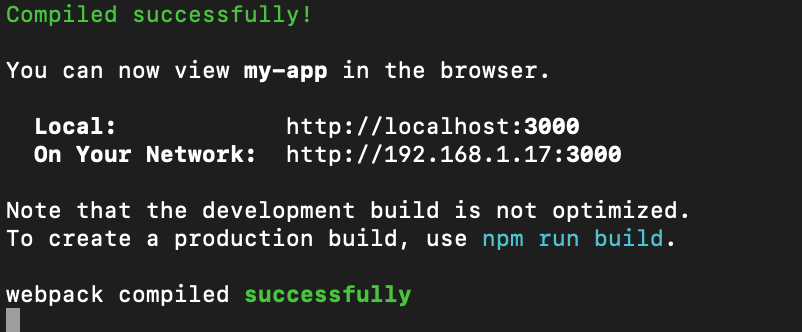 Compiled successfully!
You can now view my-app in the browser.
Local: http://localhost:3000
On Your Network: http://192.168.1.17:3000
Note that the development build is not optimized.
To create a production build, use npm run build.
webpack compiled successfully